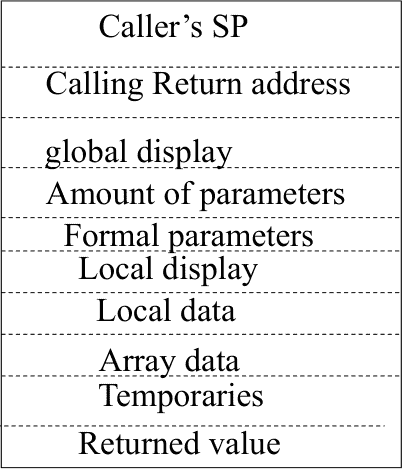 Caller’s SP
Calling Return address
global display
Amount of parameters
Formal parameters
Local display
Local data
Array data
Temporaries
Returned value